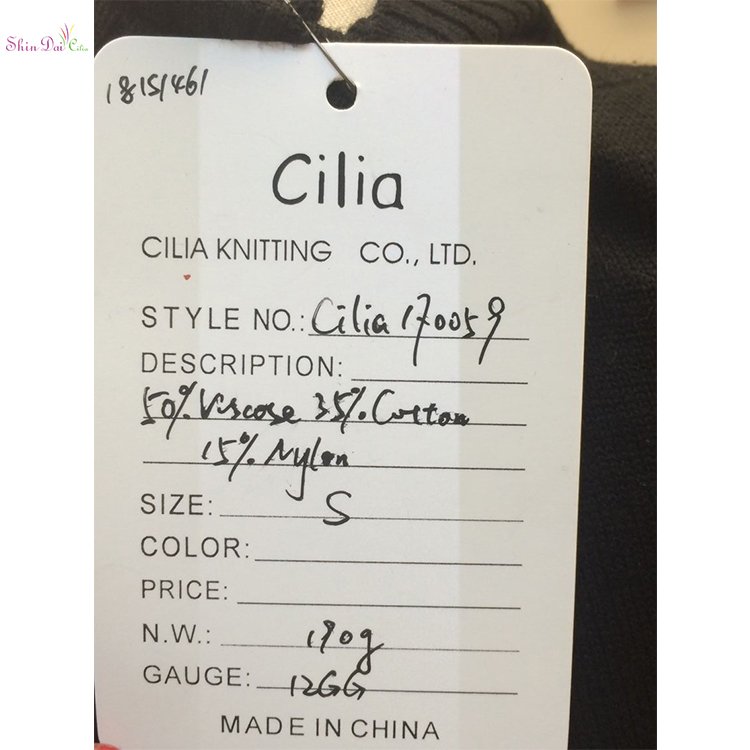 Shin Dai Cilia
Cilia
CILIA KNITTING CO., LTD.
STYLE NO.: Cilia 170059
DESCRIPTION:
50% Viscose 35% Cotton
15% Nylon
SIZE: S
COLOR:
PRICE:
N.W.: 190g
GAUGE: 12GG
MADE IN CHINA